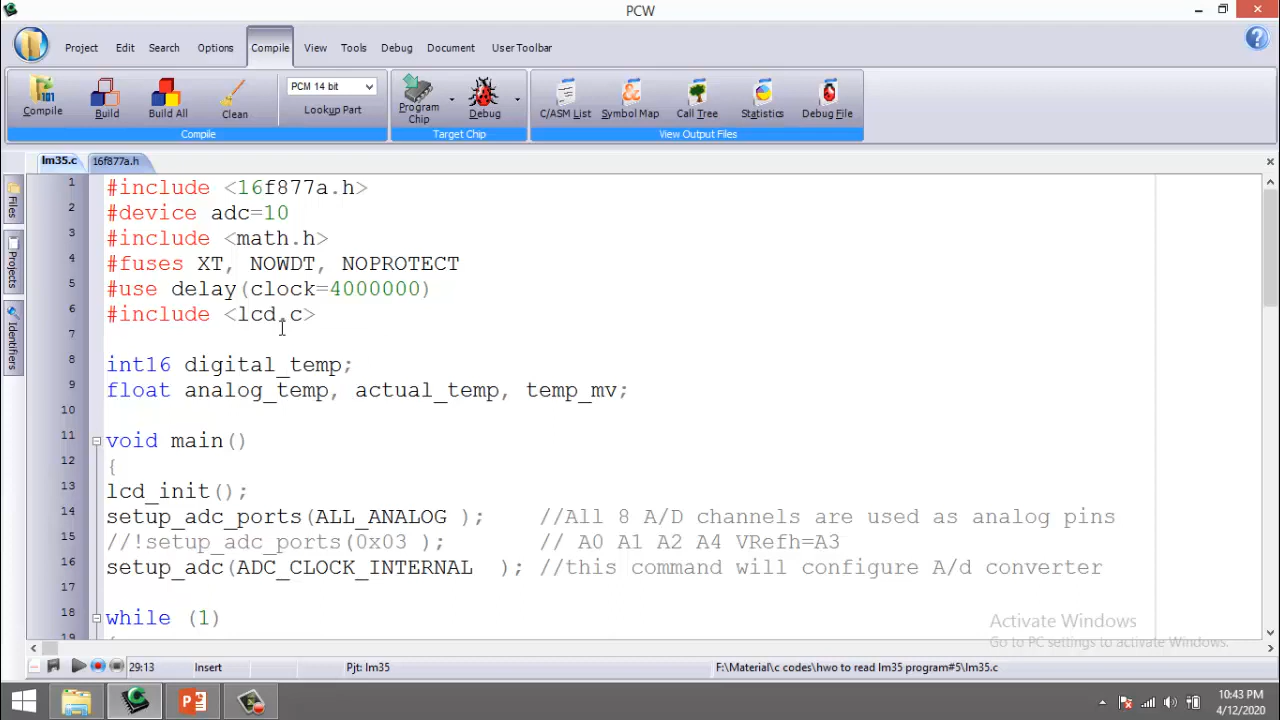 PCW
Project Edit Search Options Compile View Tools Debug Document User Toolbar
Compile Build Build All Clean PCM 14 bit Lookup Part Program Chip Debug C/ASM List Symbol Map Call Tree Statistics Debug File
Compile Target Chip View Output Files
lm35.c 16f877a.h
Files
Projects
Identifiers
1 #include <16f877a.h>
2 #device adc=10
3 #include <math.h>
4 #fuses XT, NOWDT, NOPROTECT
5 #use delay(clock=4000000)
6 #include <lcd.c>
7
8 int16 digital_temp;
9 float analog_temp, actual_temp, temp_mv;
10
11 void main()
12 {
13 lcd_init();
14 setup_adc_ports(ALL_ANALOG ); //All 8 A/D channels are used as analog pins
15 //!setup_adc_ports(0x03 ); // A0 A1 A2 A4 VRefh=A3
16 setup_adc(ADC_CLOCK_INTERNAL ); //this command will configure A/d converter
17
18 while (1)
19 {
Activate Windows
Go to PC settings to activate Windows.
29:13 Insert Pjt: lm35 F:\Material\c codes\hwo to read lm35 program#5\lm35.c
10:43 PM
4/12/2020